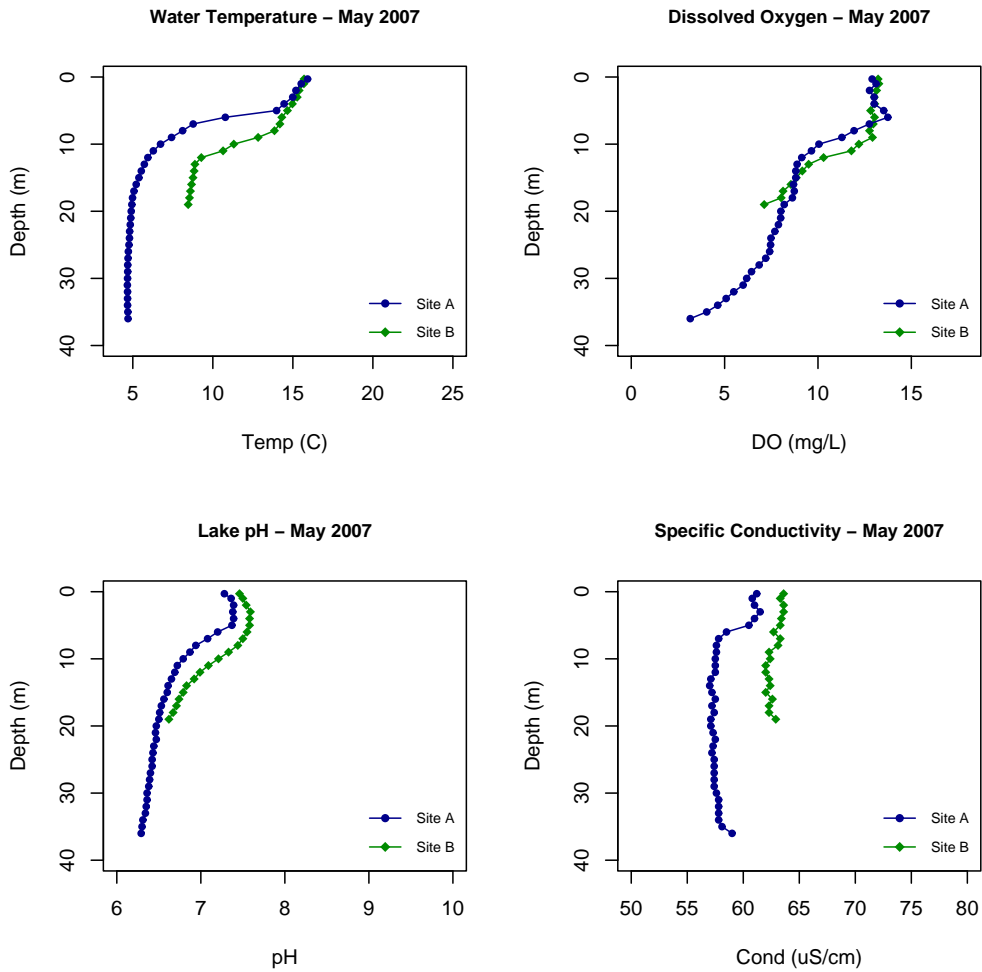 Water Temperature – May 2007
0
10
20
30
40
Depth (m)
5
10
15
20
25
Temp (C)
Site A
Site B
Dissolved Oxygen – May 2007
0
10
20
30
40
Depth (m)
0
5
10
15
DO (mg/L)
Site A
Site B
Lake pH – May 2007
0
10
20
30
40
Depth (m)
6
7
8
9
10
pH
Site A
Site B
Specific Conductivity – May 2007
0
10
20
30
40
Depth (m)
50
55
60
65
70
75
80
Cond (uS/cm)
Site A
Site B